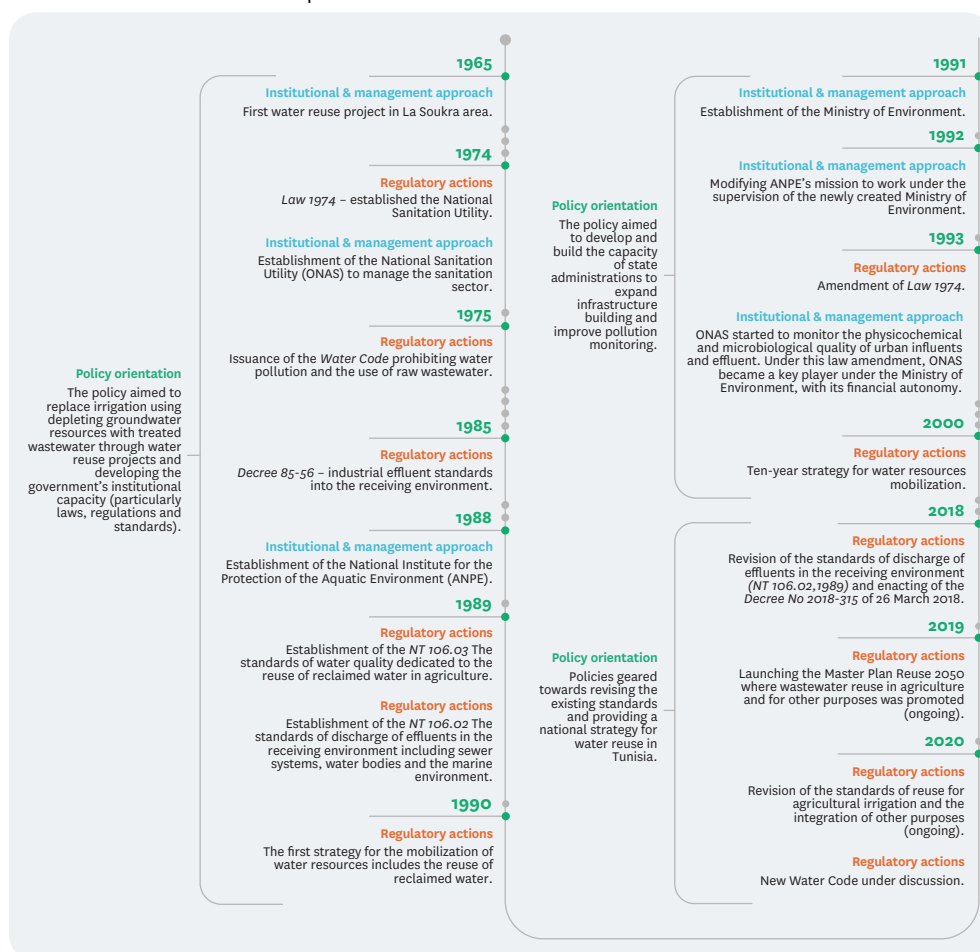 1965
Institutional & management approach
First water reuse project in La Soukra area.
1974
Regulatory actions
Law 1974 – established the National
Sanitation Utility.
Institutional & management approach
Establishment of the National Sanitation
Utility (ONAS) to manage the sanitation
sector.
1975
Regulatory actions
Issuance of the Water Code prohibiting water
pollution and the use of raw wastewater.
Policy orientation
The policy aimed to
replace irrigation using
depleting groundwater
resources with treated
wastewater through water
reuse projects and
developing the
government's institutional
capacity (particularly
laws, regulations and
standards).
1985
Regulatory actions
Decree 85-56 – industrial effluent standards
into the receiving environment.
1988
Institutional & management approach
Establishment of the National Institute for the
Protection of the Aquatic Environment (ANPE).
1989
Regulatory actions
Establishment of the NT 106.03 The
standards of water quality dedicated to the
reuse of reclaimed water in agriculture.
Regulatory actions
Establishment of the NT 106.02 The
standards of discharge of effluents in the
receiving environment including sewer
systems, water bodies and the marine
environment.
1990
Regulatory actions
The first strategy for the mobilization of
water resources includes the reuse of
reclaimed water.
1991
Institutional & management approach
Establishment of the Ministry of Environment.
1992
Institutional & management approach
Modifying ANPE's mission to work under the
supervision of the newly created Ministry of
Environment.
Policy orientation
The policy aimed
to develop and
build the capacity
of state
administrations to
expand
infrastructure
building and
improve pollution
monitoring.
1993
Regulatory actions
Amendment of Law 1974.
Institutional & management approach
ONAS started to monitor the physicochemical
and microbiological quality of urban influents
and effluent. Under this law amendment, ONAS
became a key player under the Ministry of
Environment, with its financial autonomy.
2000
Regulatory actions
Ten-year strategy for water resources
mobilization.
2018
Regulatory actions
Revision of the standards of discharge of
effluents in the receiving environment
(NT 106.02,1989) and enacting of the
Decree No 2018-315 of 26 March 2018.
2019
Regulatory actions
Launching the Master Plan Reuse 2050
where wastewater reuse in agriculture
and for other purposes was promoted
(ongoing).
Policy orientation
Policies geared
towards revising the
existing standards
and providing a
national strategy for
water reuse in
Tunisia.
2020
Regulatory actions
Revision of the standards of reuse for
agricultural irrigation and the
integration of other purposes
(ongoing).
Regulatory actions
New Water Code under discussion.